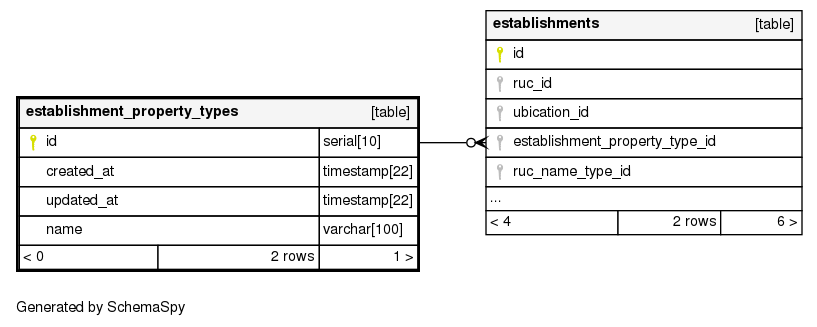 establishments [table]
id
ruc_id
ubication_id
establishment_property_type_id
ruc_name_type_id
...
< 4 2 rows 6 >
establishment_property_types [table]
id serial[10]
created_at timestamp[22]
updated_at timestamp[22]
name varchar[100]
< 0 2 rows 1 >
Generated by SchemaSpy